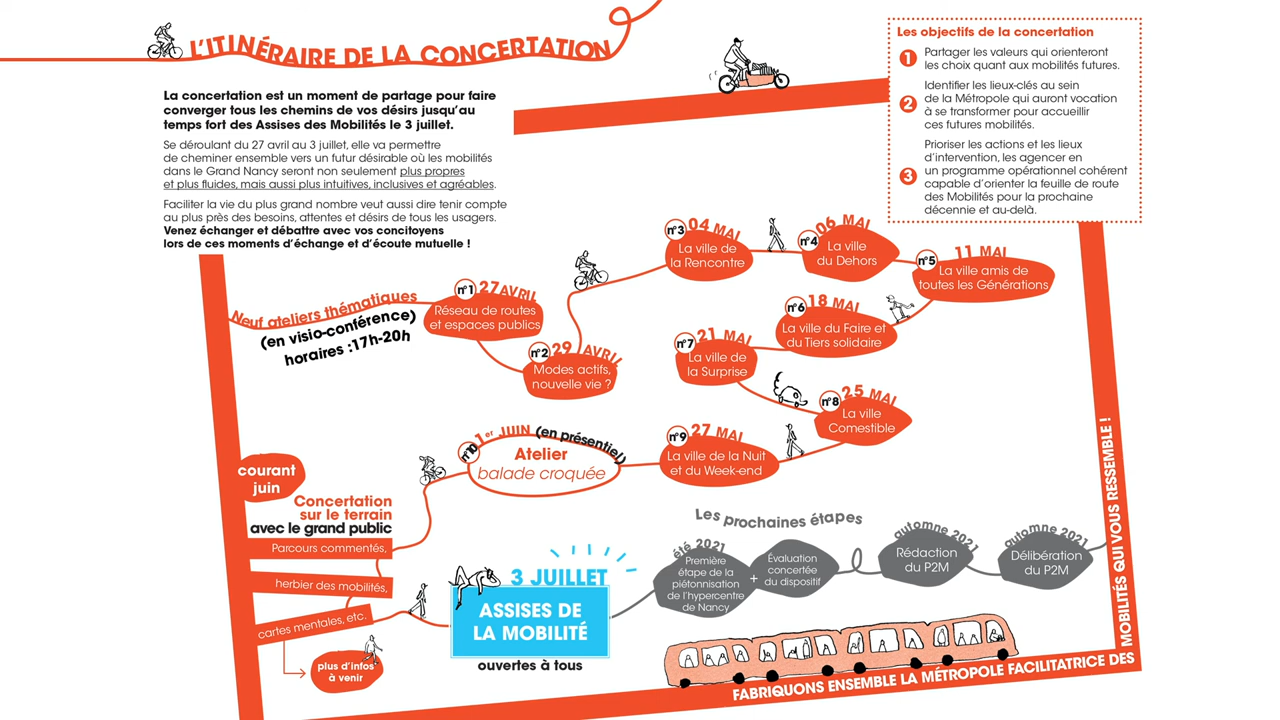 L'ITINÉRAIRE DE LA CONCERTATION
La concertation est un moment de partage pour faire
converger tous les chemins de vos désirs jusqu'au
temps fort des Assises des Mobilités le 3 juillet.
Se déroulant du 27 avril au 3 juillet, elle va permettre
de cheminer ensemble vers un futur désirable où les mobilités
dans le Grand Nancy seront non seulement plus propres
et plus fluides, mais aussi plus intuitives, inclusives et agréables.
Faciliter la vie du plus grand nombre veut aussi dire tenir compte
au plus près des besoins, attentes et désirs de tous les usagers.
Venez échanger et débattre avec vos concitoyens
lors de ces moments d'échange et d'écoute mutuelle !
Les objectifs de la concertation
1
Partager les valeurs qui orienteront
les choix quant aux mobilités futures.
2
Identifier les lieux-clés au sein
de la Métropole qui auront vocation
à se transformer pour accueillir
ces futures mobilités.
3
Prioriser les actions et les lieux
d'intervention, les agencer en
un programme opérationnel cohérent
capable d'orienter la feuille de route
des Mobilités pour la prochaine
décennie et au-delà.
Neuf ateliers thématiques
(en visio-conférence)
horaires :17h-20h
n°1 27 AVRIL
Réseau de routes
et espaces publics
n°2 29 AVRIL
Modes actifs,
nouvelle vie ?
n°3 04 MAI
La ville de
la Rencontre
n°4 06 MAI
La ville
du Dehors
n°5 11 MAI
La ville amis de
toutes les Générations
n°6 18 MAI
La ville du Faire et
du Tiers solidaire
n°7 21 MAI
La ville de
la Surprise
n°8 25 MAI
La ville
Comestible
n°9 27 MAI
La ville de la Nuit
et du Week-end
n°10 1er JUIN (en présentiel)
Atelier
balade croquée
courant
juin
Concertation
sur le terrain
avec le grand public
Parcours commentés,
herbier des mobilités,
cartes mentales, etc.
plus d'infos
à venir
3 JUILLET
ASSISES DE
LA MOBILITÉ
ouvertes à tous
Les prochaines étapes
été 2021
Première
étape de la
piétonnisation
de l'hypercentre
de Nancy
+
Évaluation
concertée
du dispositif
automne 2021
Rédaction
du P2M
automne 2021
Délibération
du P2M
FABRIQUONS ENSEMBLE LA MÉTROPOLE FACILITATRICE DES
MOBILITÉS QUI VOUS RESSEMBLE !